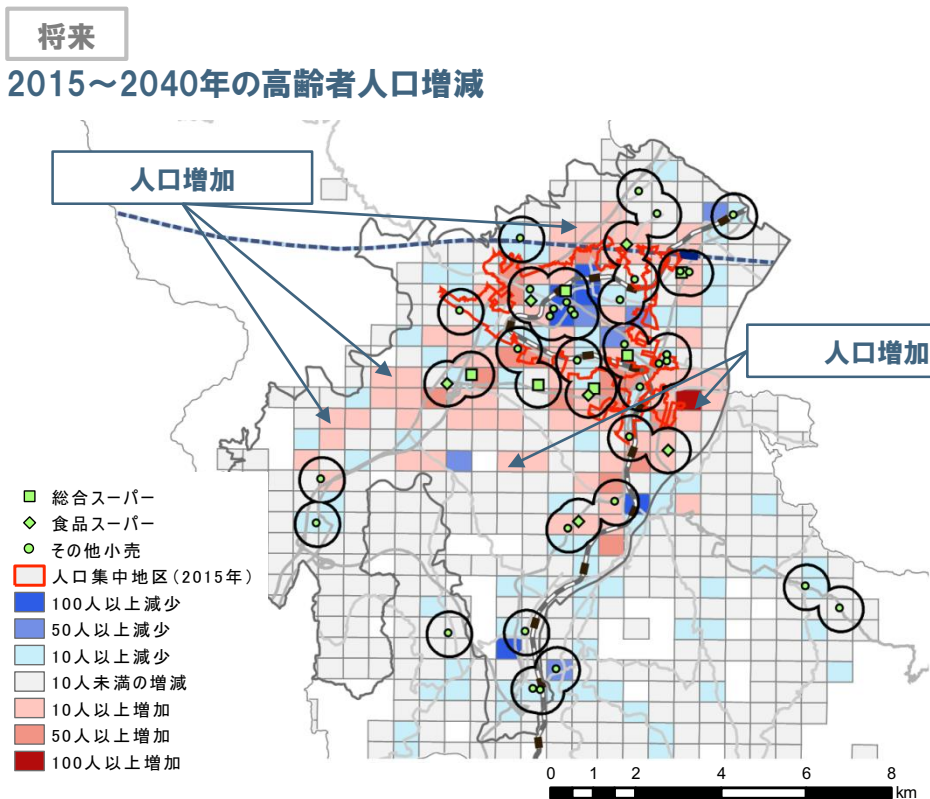 将来
2015～2040年の高齢者人口増減
人口増加
人口増加
総合スーパー
食品スーパー
その他小売
人口集中地区(2015年)
100人以上減少
50人以上減少
10人以上減少
10人未満の増減
10人以上増加
50人以上増加
100人以上増加
0 1 2 4 6 8
km